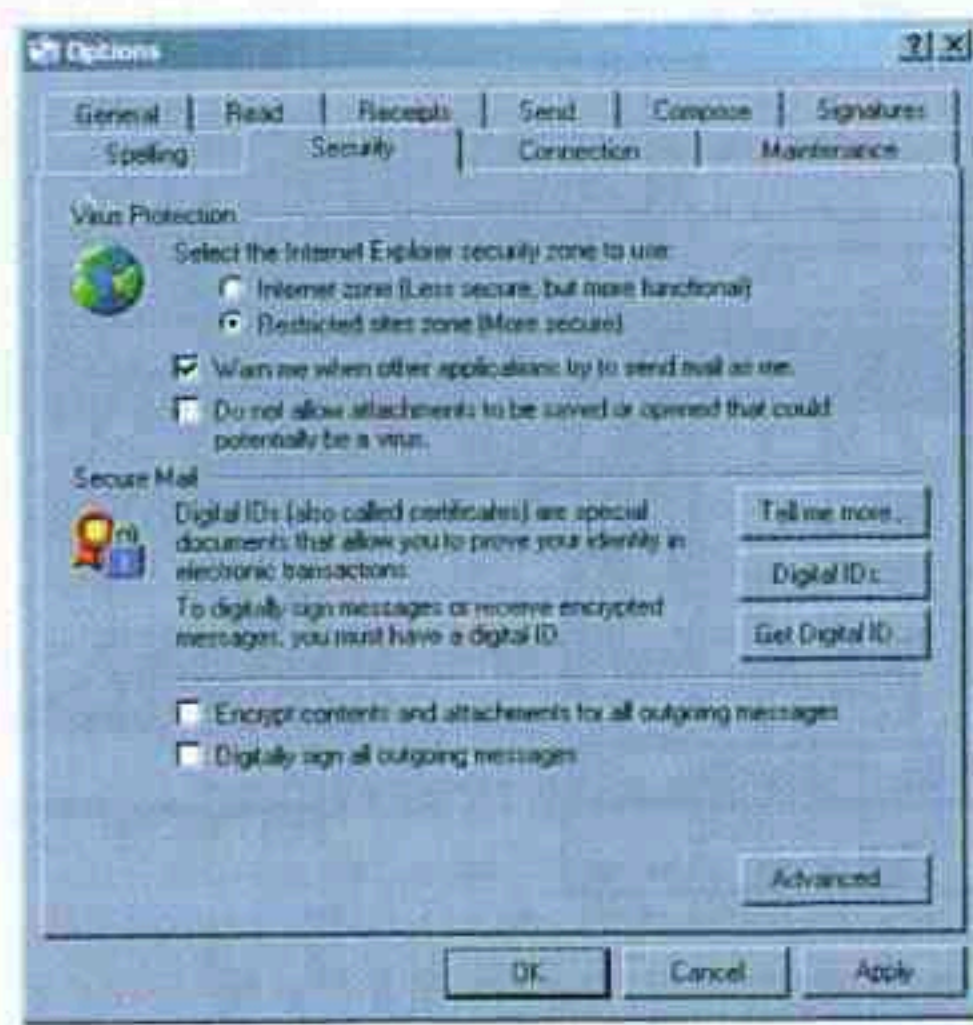 Options
General Read Receipts Send Compose Signatures
Spelling Security Connection Maintenance
Virus Protection
Select the Internet Explorer security zone to use:
Internet zone (Less secure, but more functional)
Restricted sites zone (More secure)
Warn me when other applications try to send mail as me.
Do not allow attachments to be saved or opened that could
potentially be a virus.
Secure Mail
Digital IDs (also called certificates) are special
documents that allow you to prove your identity in
electronic transactions.
Tell me more...
Digital IDs...
To digitally sign messages or receive encrypted
messages, you must have a digital ID.
Get Digital ID...
Encrypt contents and attachments for all outgoing messages
Digitally sign all outgoing messages
Advanced...
OK Cancel Apply